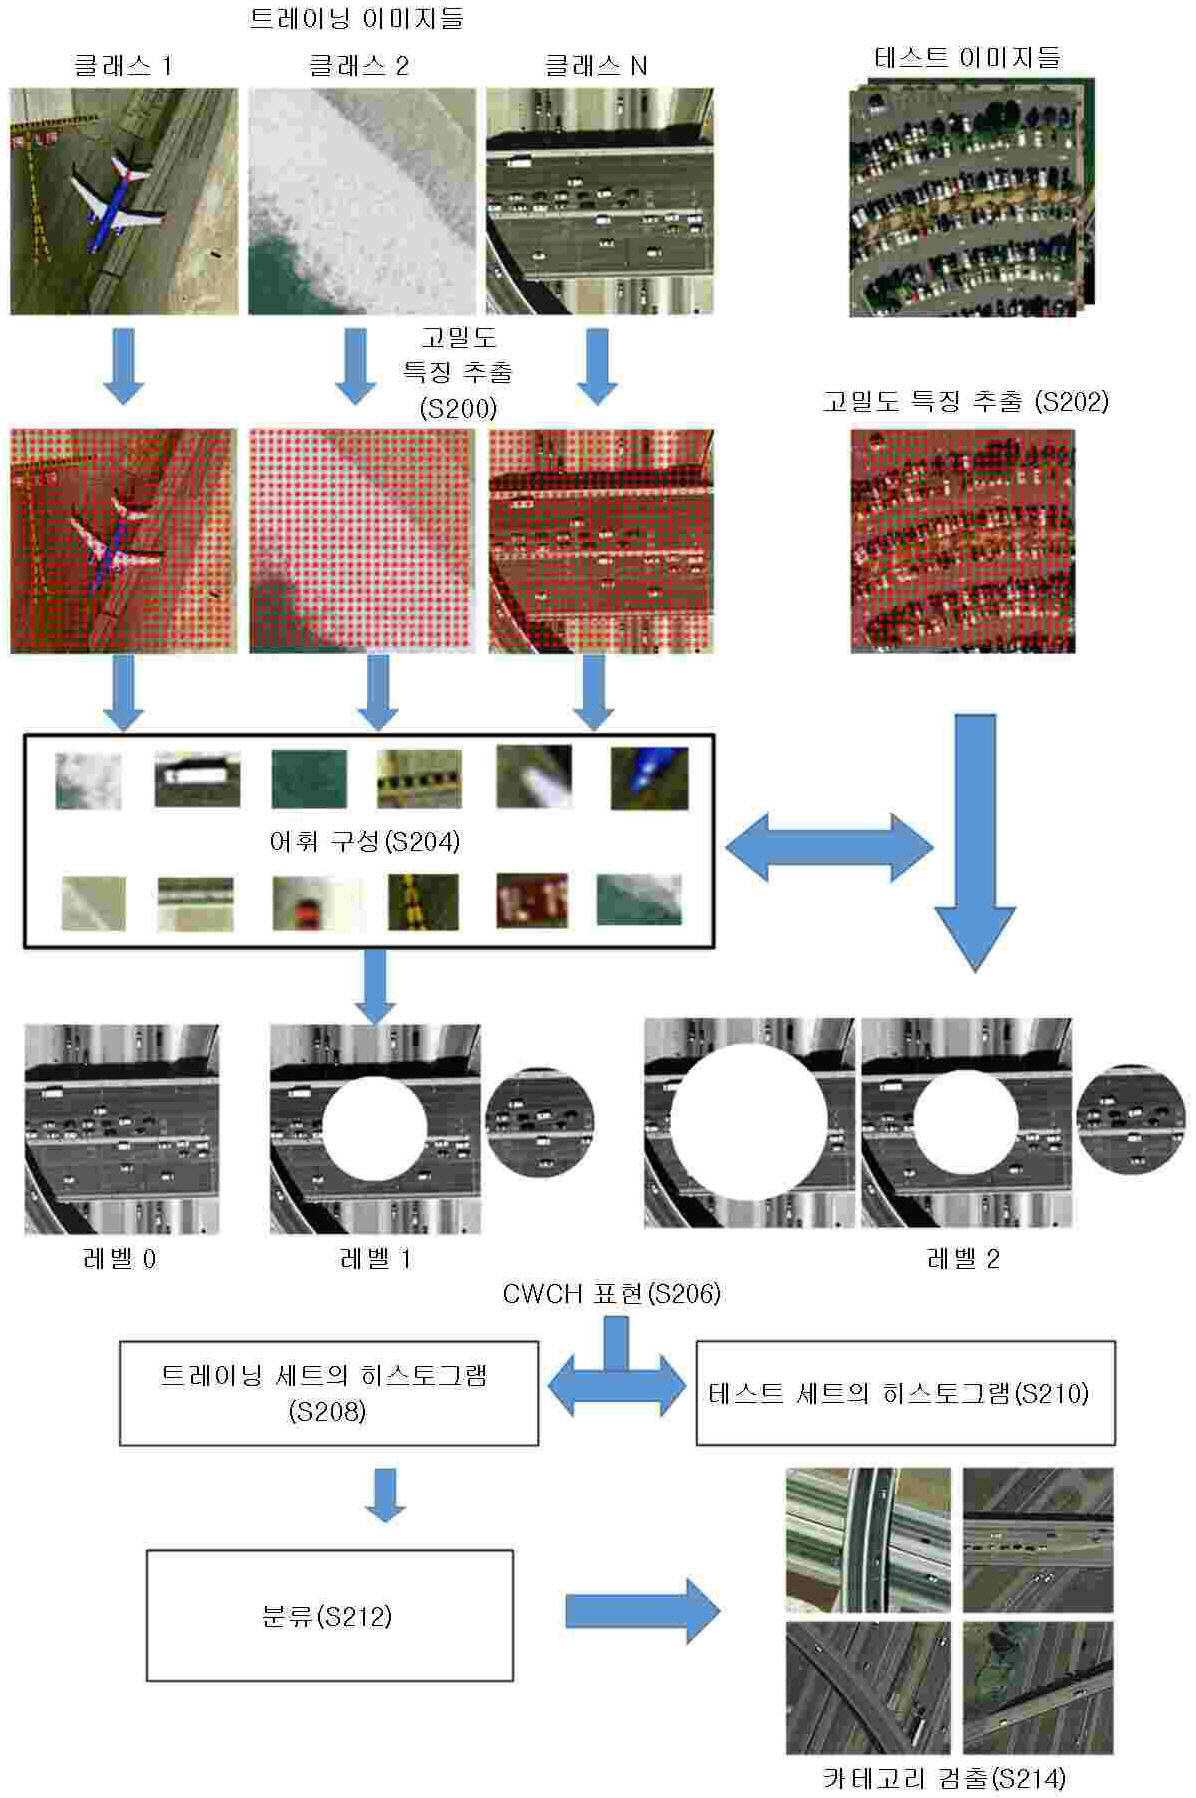 트레이닝 이미지들
클래스 1
클래스 2
클래스 N
테스트 이미지들
고밀도
특징 추출
(S200)
고밀도 특징 추출 (S202)
어휘 구성(S204)
레벨 0
레벨 1
레벨 2
CWCH 표현(S206)
트레이닝 세트의 히스토그램
(S208)
테스트 세트의 히스토그램(S210)
분류(S212)
카테고리 검출(S214)